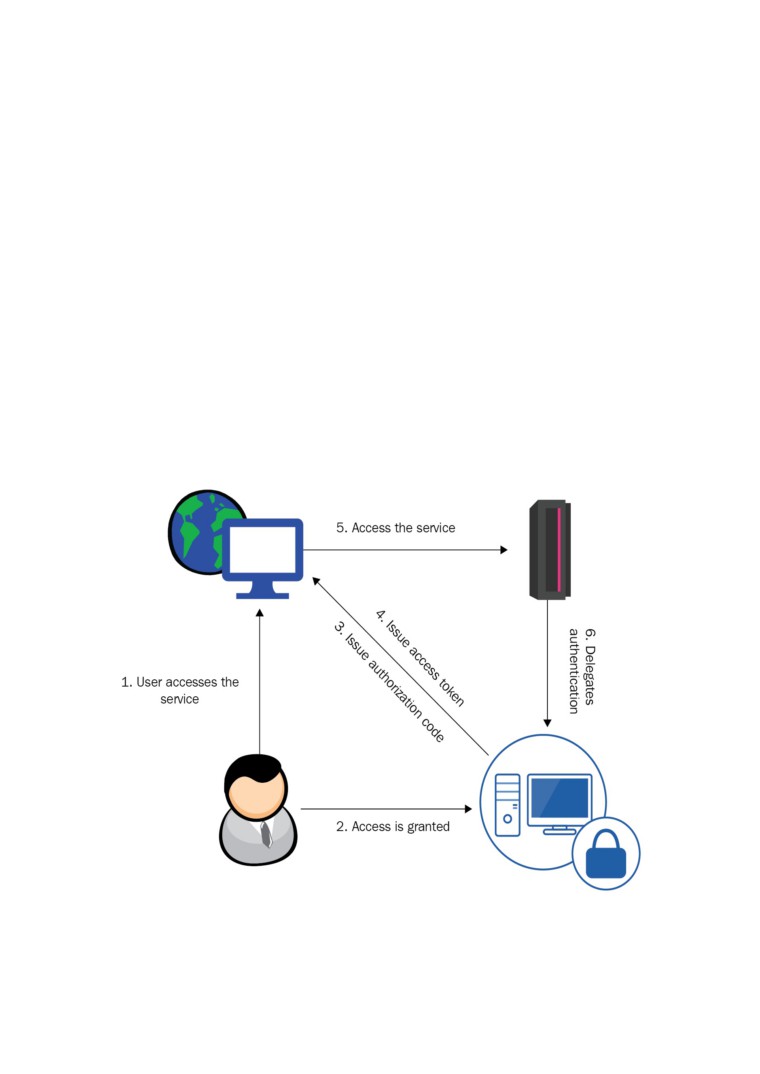 5. Access the service
4. Issue access token
3. Issue authorization code
6. Delegates
authentication
1. User accesses the
service
2. Access is granted